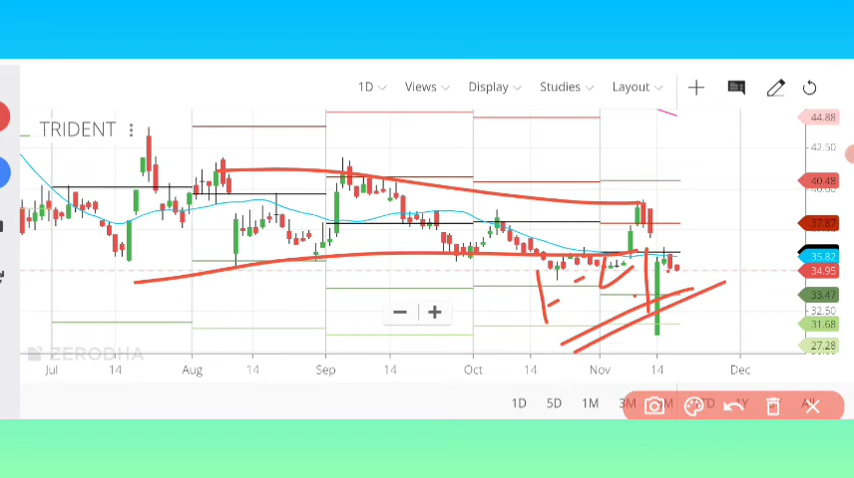 1D Views Display Studies Layout
TRIDENT
44.88
42.50
40.48
37.87
35.82
34.95
33.47
32.50
31.68
27.28
ZERODHA
Jul 14 Aug 14 Sep 14 Oct 14 Nov 14 Dec
1D 5D 1M 3M